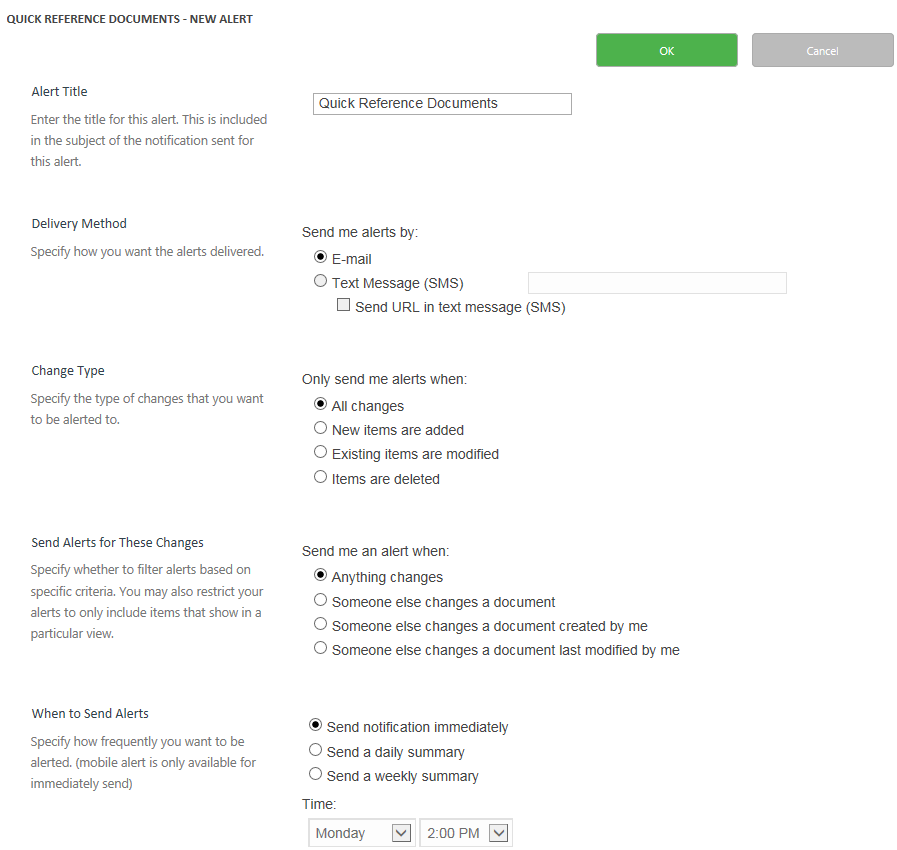 QUICK REFERENCE DOCUMENTS - NEW ALERT
OK
Cancel
Alert Title
Enter the title for this alert. This is included
in the subject of the notification sent for
this alert.
Quick Reference Documents
Delivery Method
Specify how you want the alerts delivered.
Send me alerts by:
E-mail
Text Message (SMS)
Send URL in text message (SMS)
Change Type
Specify the type of changes that you want
to be alerted to.
Only send me alerts when:
All changes
New items are added
Existing items are modified
Items are deleted
Send Alerts for These Changes
Specify whether to filter alerts based on
specific criteria. You may also restrict your
alerts to only include items that show in a
particular view.
Send me an alert when:
Anything changes
Someone else changes a document
Someone else changes a document created by me
Someone else changes a document last modified by me
When to Send Alerts
Specify how frequently you want to be
alerted. (mobile alert is only available for
immediately send)
Send notification immediately
Send a daily summary
Send a weekly summary
Time:
Monday
2:00 PM